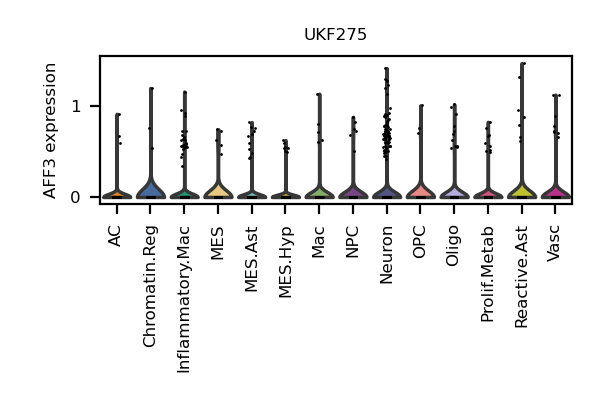 UKF275
AFF3 expression
1
0
AC
Chromatin.Reg
Inflammatory.Mac
MES
MES.Ast
MES.Hyp
Mac
NPC
Neuron
OPC
Oligo
Prolif.Metab
Reactive.Ast
Vasc